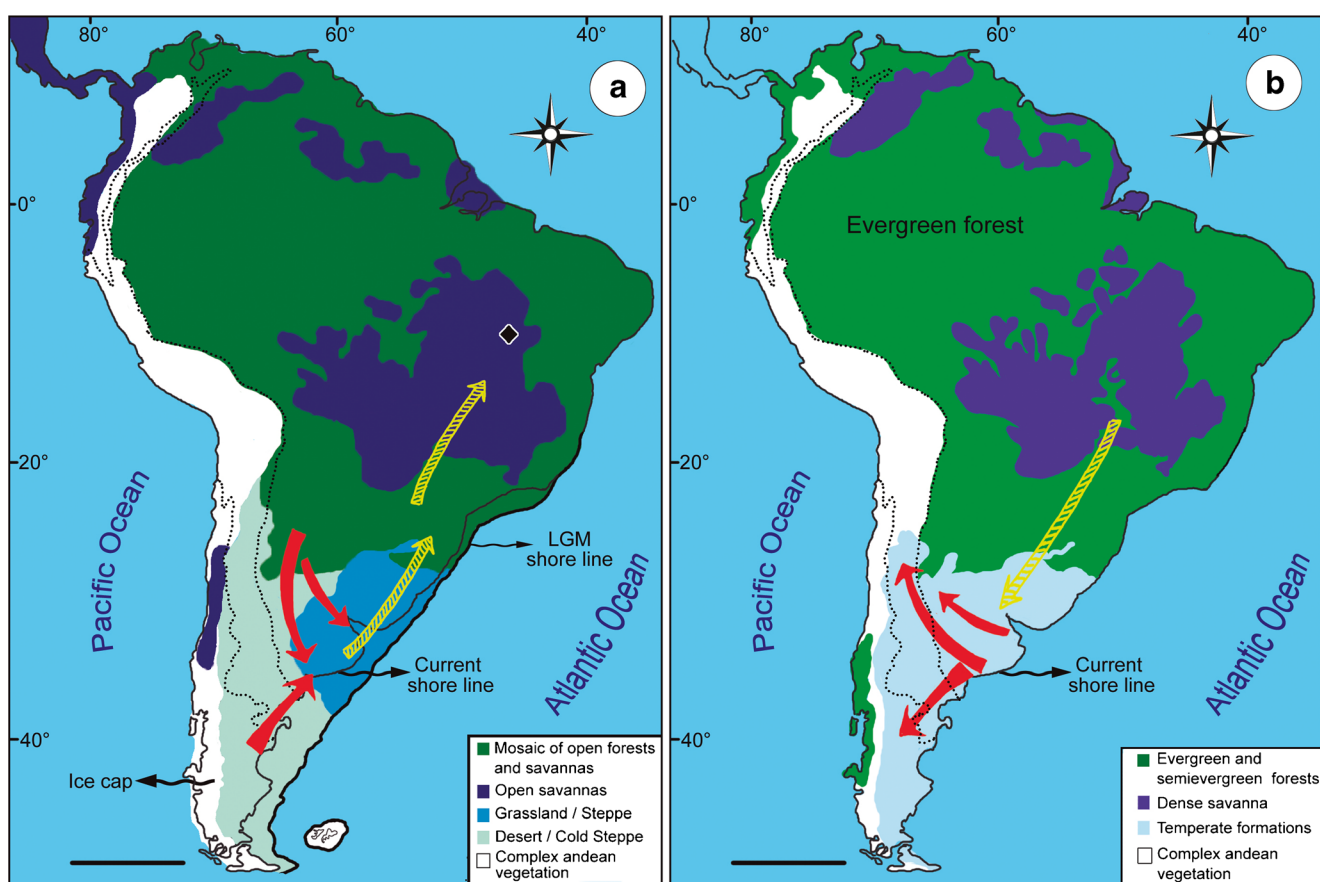 80°
60°
40°
a
0°
20°
40°
Pacific Ocean
Atlantic Ocean
LGM
shore line
Current
shore line
Ice cap
Mosaic of open forests
and savannas
Open savannas
Grassland / Steppe
Desert / Cold Steppe
Complex andean
vegetation
80°
60°
40°
b
0°
20°
40°
Evergreen forest
Pacific Ocean
Atlantic Ocean
Current
shore line
Evergreen and
semievergreen forests
Dense savanna
Temperate formations
Complex andean
vegetation